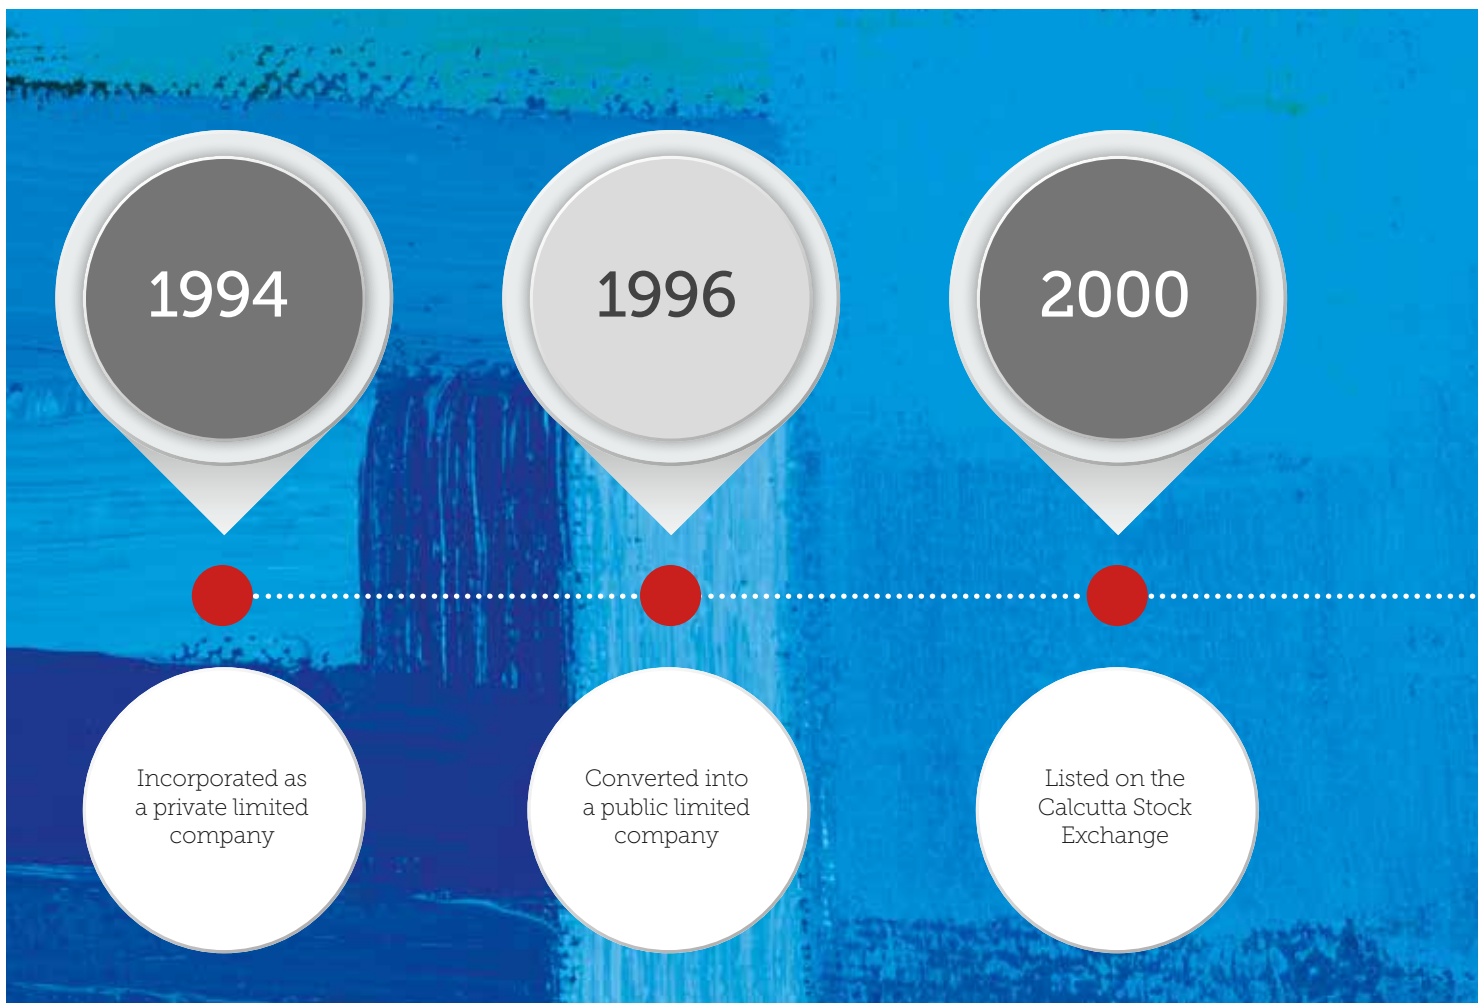 1994
1996
2000
Incorporated as
a private limited
company
Converted into
a public limited
company
Listed on the
Calcutta Stock
Exchange